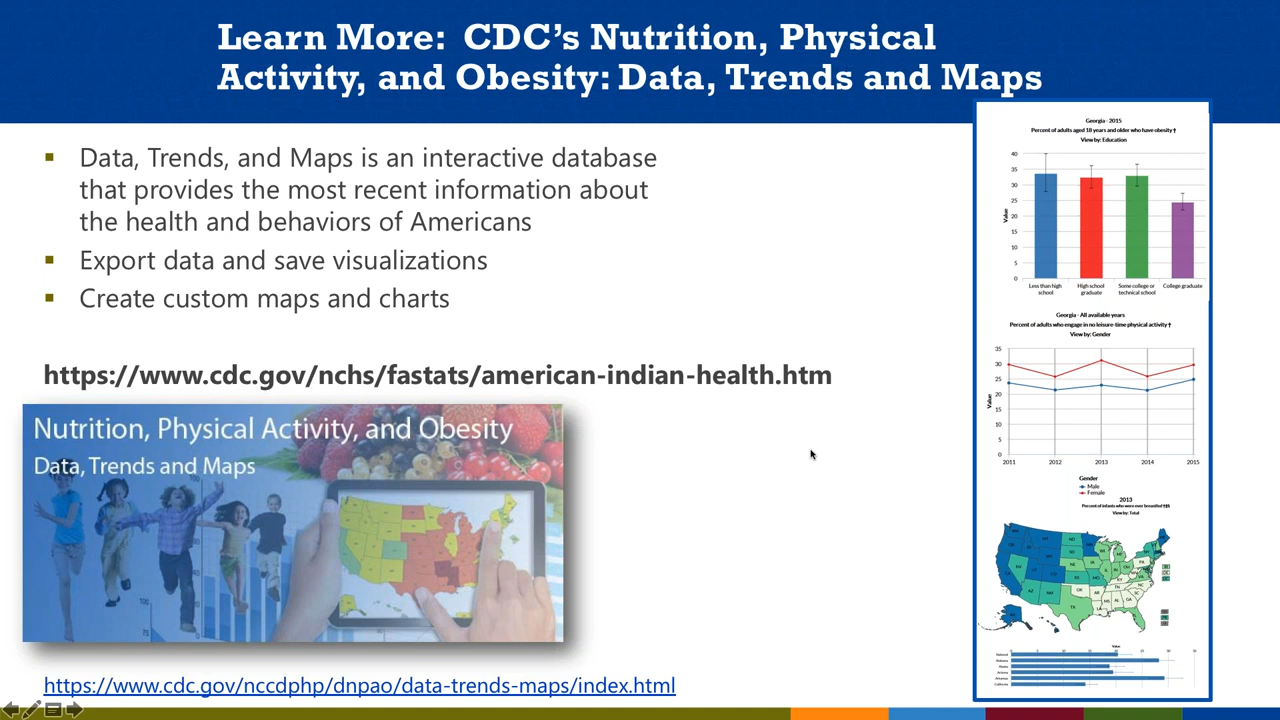 Learn More:  CDC's Nutrition, Physical
Activity, and Obesity: Data, Trends and Maps
Data, Trends, and Maps is an interactive database
that provides the most recent information about
the health and behaviors of Americans
Export data and save visualizations
Create custom maps and charts
https://www.cdc.gov/nchs/fastats/american-indian-health.htm
Nutrition, Physical Activity, and Obesity
Data, Trends and Maps
https://www.cdc.gov/nccdphp/dnpao/data-trends-maps/index.html
Georgia - 2015
Percent of adults aged 18 years and older who have obesity †
View by: Education
40
35
30
25
20
15
10
5
0
Value
Less than high
school
High school
graduate
Some college or
technical school
College graduate
Georgia - All available years
Percent of adults who engage in no leisure-time physical activity †
View by: Gender
35
30
25
20
15
10
5
0
Value
2011
2012
2013
2014
2015
Gender
Male
Female
2013
Percent of infants who were ever breastfed
View by: Total
Value
National
Alabama
Alaska
Arizona
Arkansas
California